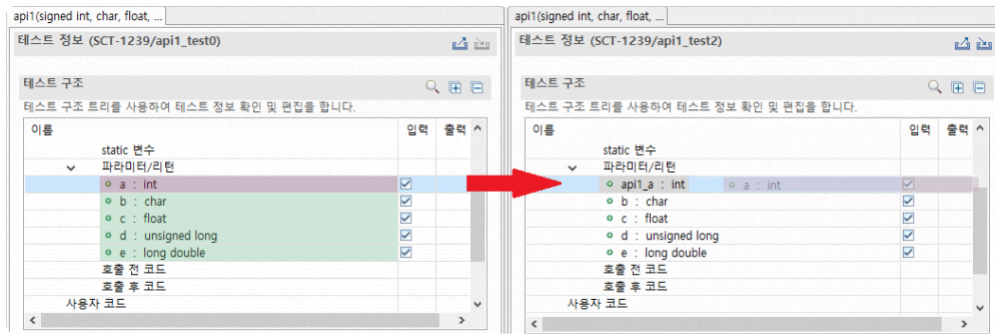 api1(signed int, char, float, ...
테스트 정보 (SCT-1239/api1_test0)
테스트 구조
테스트 구조 트리를 사용하여 테스트 정보 확인 및 편집을 합니다.
이름 입력 출력
static 변수
파라미터/리턴
a : int
b : char
c : float
d : unsigned long
e : long double
호출 전 코드
호출 후 코드
사용자 코드
api1(signed int, char, float, ...
테스트 정보 (SCT-1239/api1_test2)
테스트 구조
테스트 구조 트리를 사용하여 테스트 정보 확인 및 편집을 합니다.
이름 입력 출력
static 변수
파라미터/리턴
api1_a : int a : int
b : char
c : float
d : unsigned long
e : long double
호출 전 코드
호출 후 코드
사용자 코드